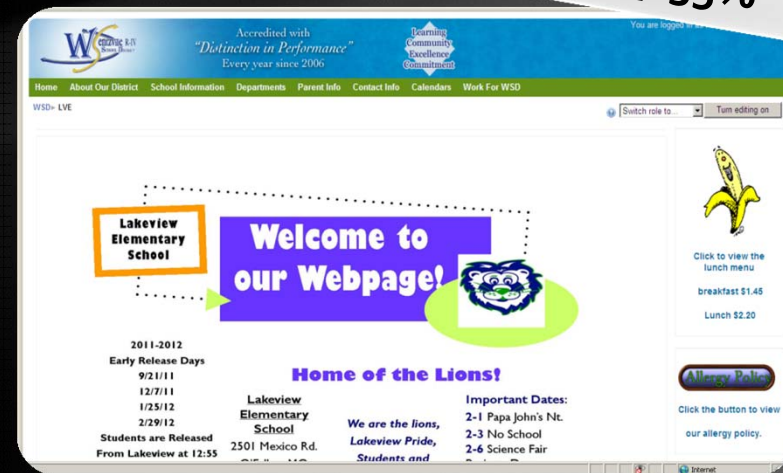 35%
Accredited with
"Distinction in Performance"
Every year since 2006
Learning
Community
Excellence
Commitment
You are logged in
Home About Our District School Information Departments Parent Info Contact Info Calendars Work For WSD
WSD▶ LVE
Switch role to...
Turn editing on
Lakeview
Elementary
School
Welcome to
our Webpage!
2011-2012
Early Release Days
9/21/11
12/7/11
1/25/12
2/29/12
Students are Released
From Lakeview at 12:55
Home of the Lions!
Lakeview
Elementary
School
2501 Mexico Rd.
We are the lions,
Lakeview Pride,
Students and
Important Dates:
2-1 Papa John's Nt.
2-3 No School
2-6 Science Fair
Click to view the
lunch menu
breakfast $1.45
Lunch $2.20
Allergy Policy
Click the button to view
our allergy policy.
Internet